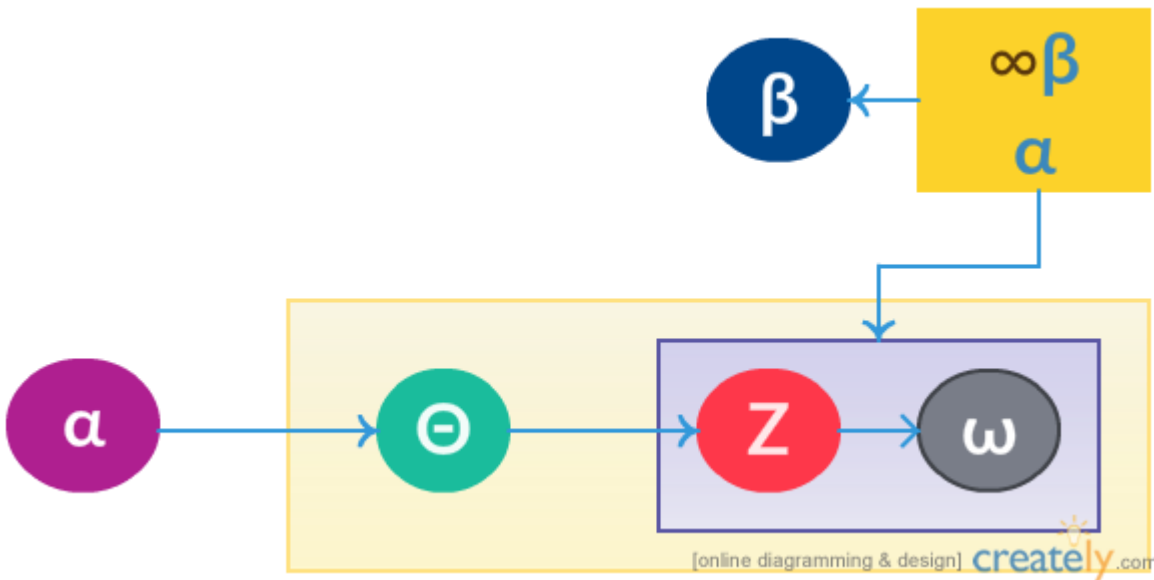 ∞β
β
α
α
Θ
Z
ω
[online diagramming & design] creately.com